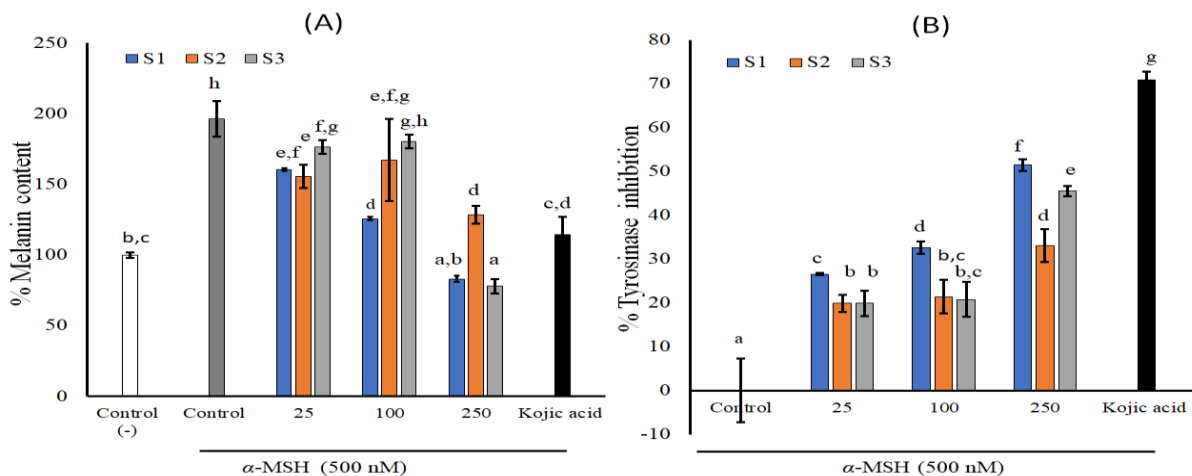 (A)
250
200
150
100
50
0
% Melanin content
S1 S2 S3
b,c
h
e,f
e
f,g
d
e,f,g
g,h
a,b
d
a
c,d
Control
(-)
Control
25
100
250
Kojic acid
α-MSH (500 nM)
(B)
80
70
60
50
40
30
20
10
0
-10
% Tyrosinase inhibition
S1 S2 S3
a
c
b
b
d
b,c
b,c
f
d
e
g
Control
25
100
250
Kojic acid
α-MSH (500 nM)